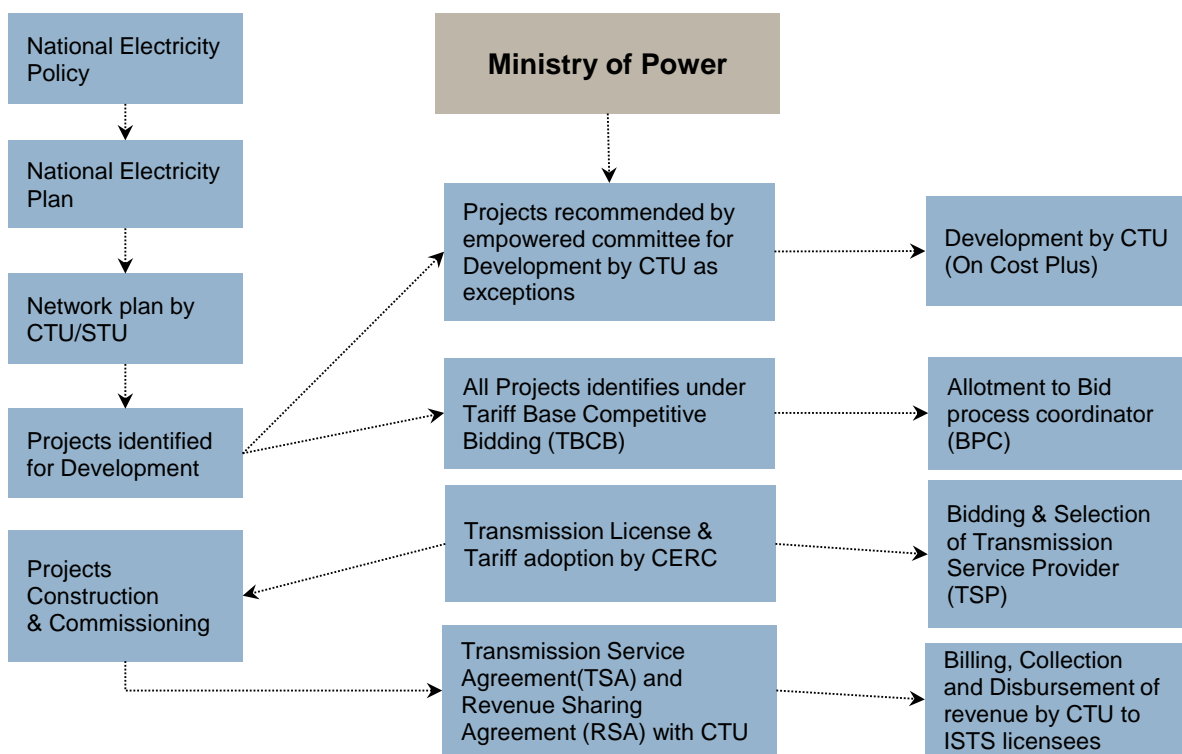 National Electricity
Policy
Ministry of Power
National Electricity
Plan
Projects recommended by
empowered committee for
Development by CTU as
exceptions
Development by CTU
(On Cost Plus)
Network plan by
CTU/STU
All Projects identifies under
Tariff Base Competitive
Bidding (TBCB)
Allotment to Bid
process coordinator
(BPC)
Projects identified
for Development
Transmission License &
Tariff adoption by CERC
Bidding & Selection
of Transmission
Service Provider
(TSP)
Projects
Construction
& Commissioning
Transmission Service
Agreement(TSA) and
Revenue Sharing
Agreement (RSA) with CTU
Billing, Collection
and Disbursement of
revenue by CTU to
ISTS licensees